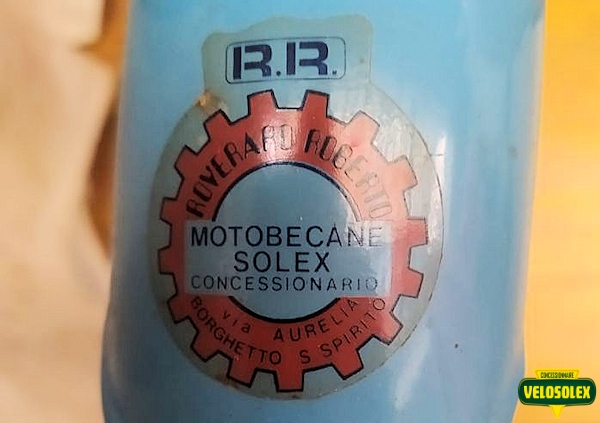 R.R.
ROVERARO ROBERTO
MOTOBECANE
SOLEX
CONCESSIONARIO
via AURELIA
BORGHETTO S SPIRITO
CONCESSIONNAIRE
VELOSOLEX